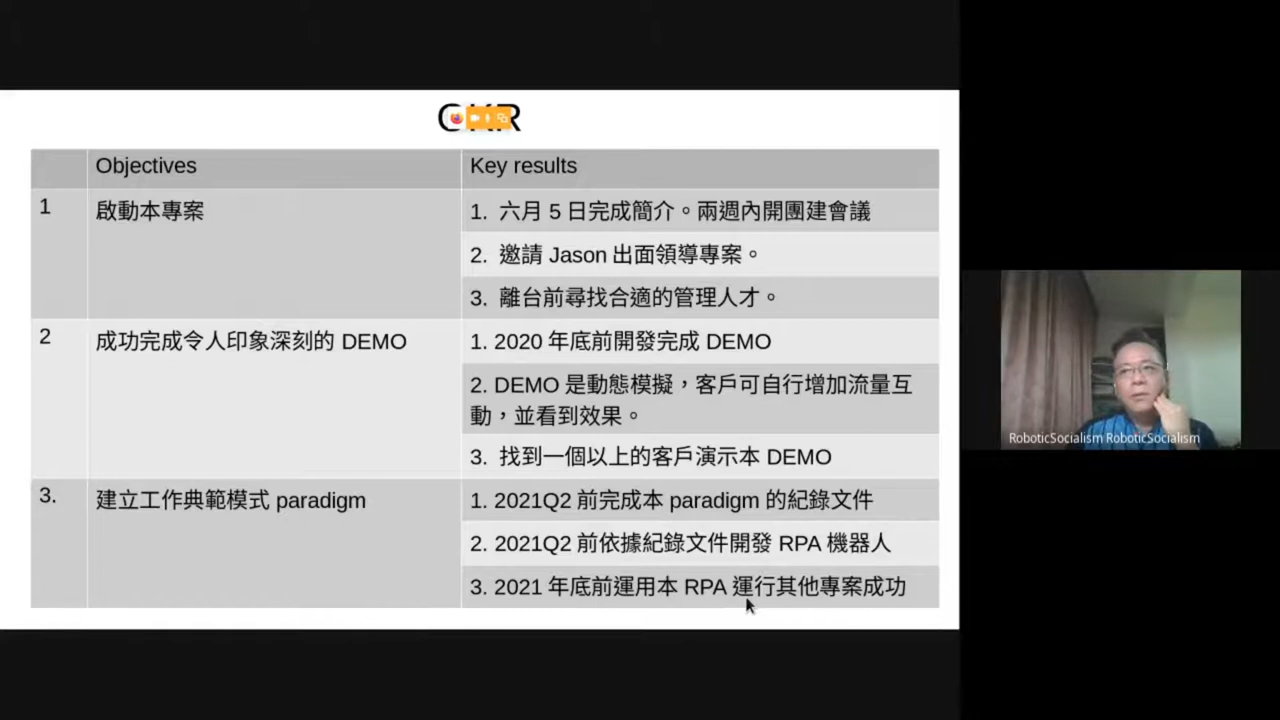 OKR
Objectives
Key results
1
啟動本專案
1. 六月 5 日完成簡介。兩週內開團建會議
2. 邀請 Jason 出面領導專案。
3. 離台前尋找合適的管理人才。
2
成功完成令人印象深刻的 DEMO
1. 2020 年底前開發完成 DEMO
2. DEMO 是動態模擬，客戶可自行增加流量互
動，並看到效果。
3. 找到一個以上的客戶演示本 DEMO
3.
建立工作典範模式 paradigm
1. 2021Q2 前完成本 paradigm 的紀錄文件
2. 2021Q2 前依據紀錄文件開發 RPA 機器人
3. 2021 年底前運用本 RPA 運行其他專案成功
RoboticSocialism RoboticSocialism